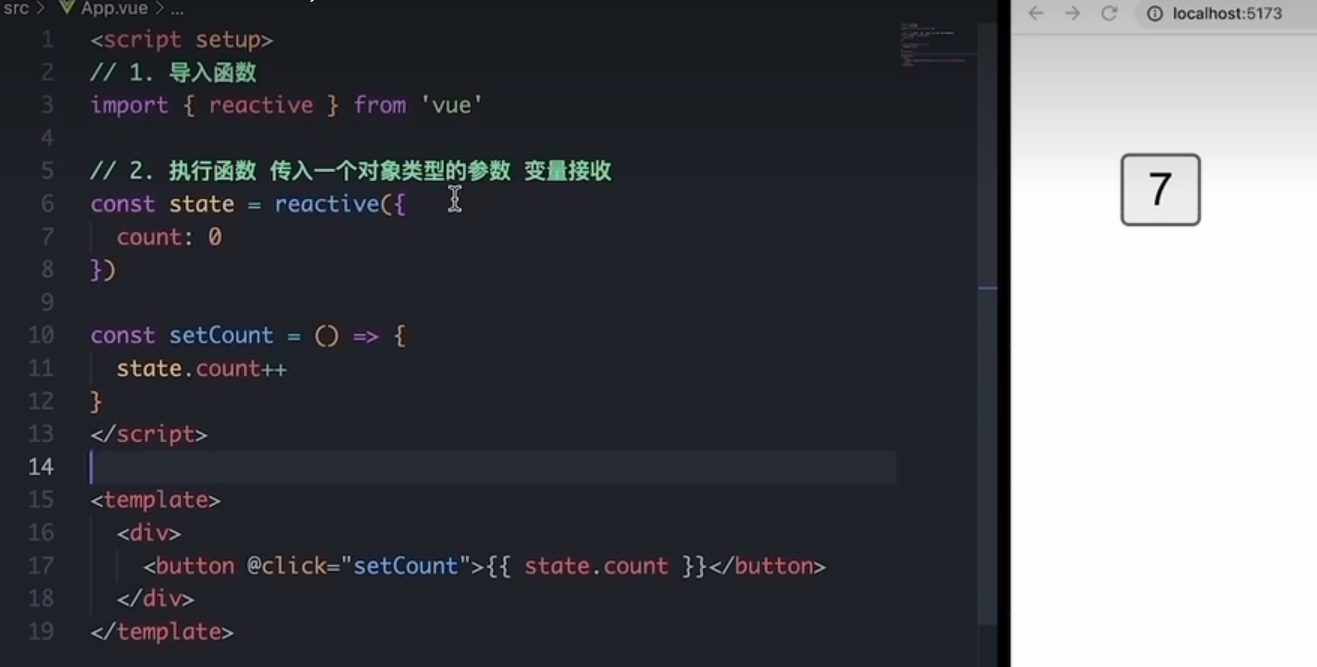 src > App.vue > ...
localhost:5173
1 <script setup>
2 // 1. 导入函数
3 import { reactive } from 'vue'
4
5 // 2. 执行函数 传入一个对象类型的参数 变量接收
6 const state = reactive({
7 count: 0
8 })
9
10 const setCount = () => {
11 state.count++
12 }
13 </script>
14
15 <template>
16 <div>
17 <button @click="setCount">{{ state.count }}</button>
18 </div>
19 </template>
7